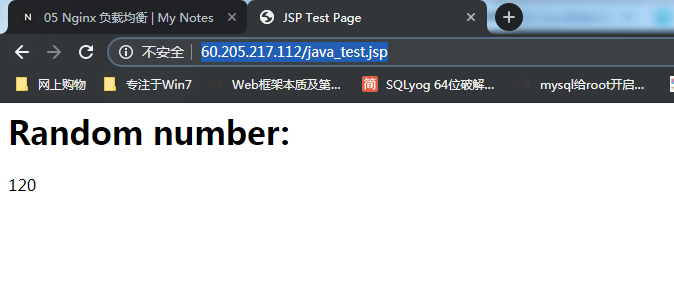 N 05 Nginx 负载均衡 | My Notes
JSP Test Page
不安全 | 60.205.217.112/java_test.jsp
网上购物 专注于Win7 Web框架本质及第... 简 SQLyog 64位破解... mysql给root开启...
Random number:
120